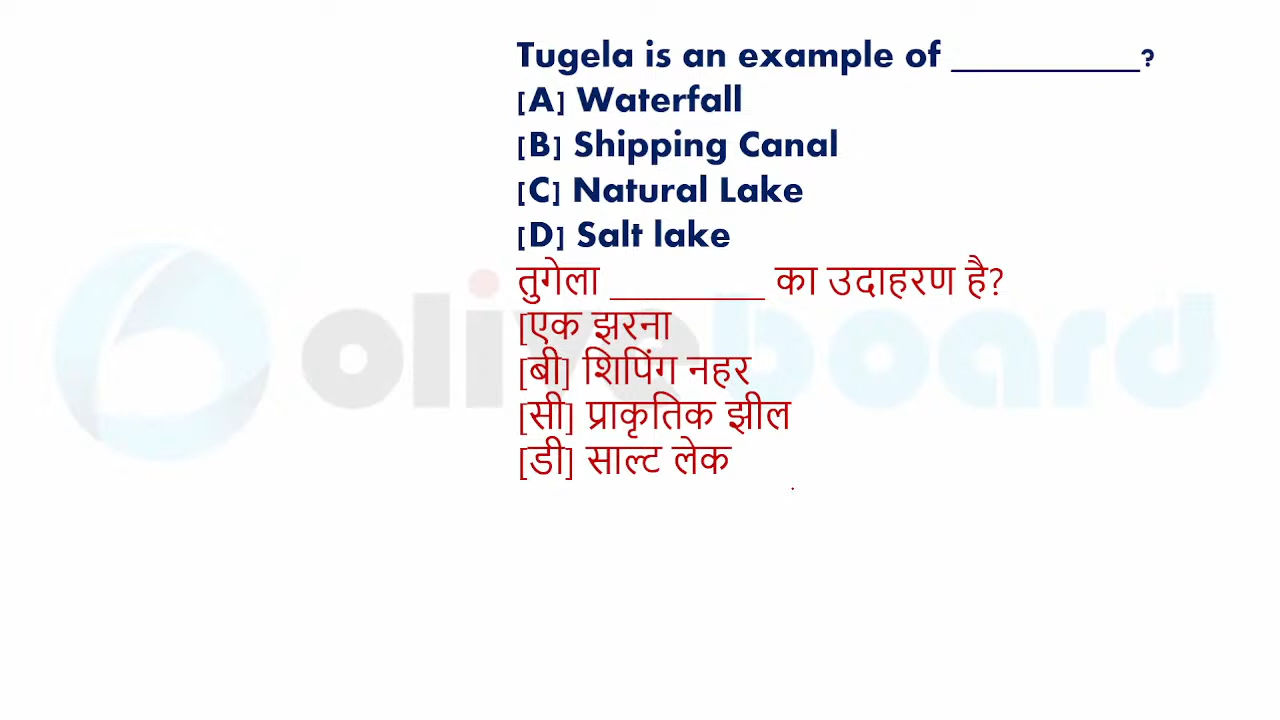 Tugela is an example of ___________?
[A] Waterfall
[B] Shipping Canal
[C] Natural Lake
[D] Salt lake
तुगेला _________ का उदाहरण है?
[एक झरना
[बी] शिपिंग नहर
[सी] प्राकृतिक झील
[डी] साल्ट लेक
oliveboard